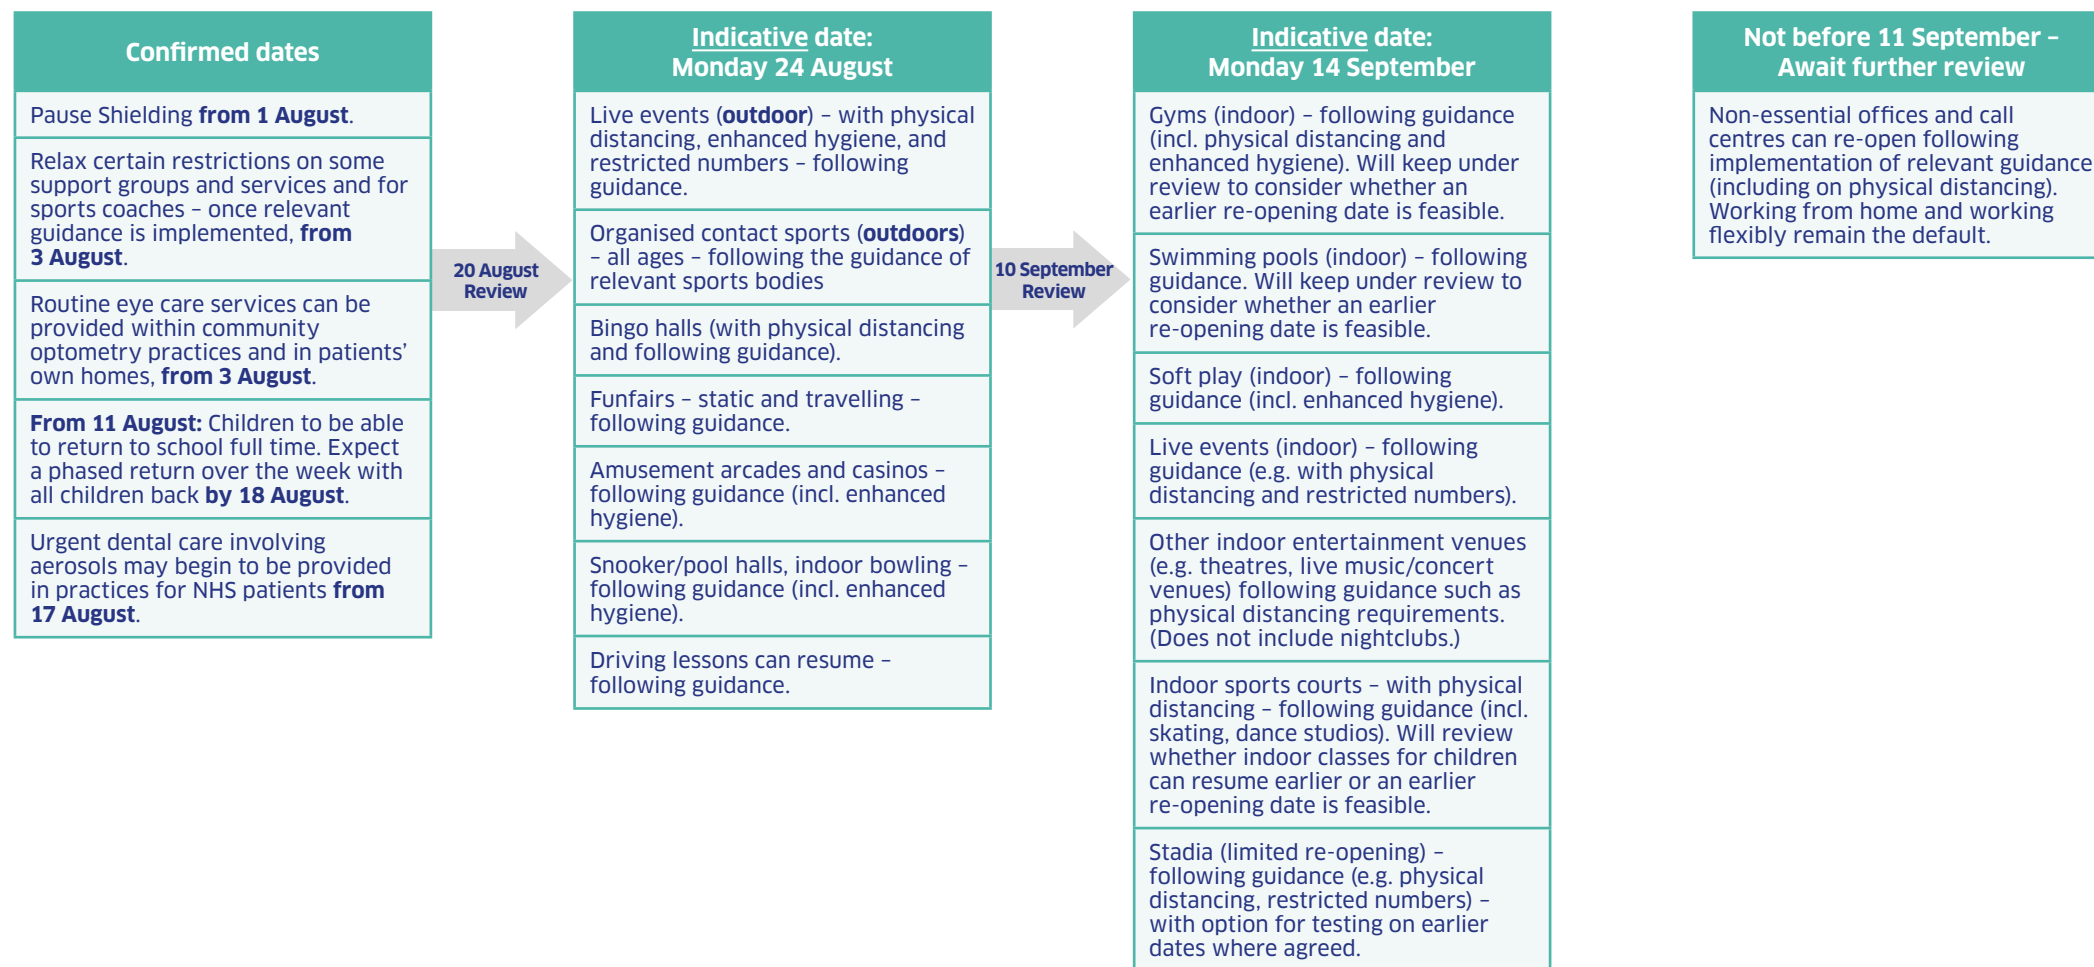 Confirmed dates
Pause Shielding from 1 August.
Relax certain restrictions on some
support groups and services and for
sports coaches – once relevant
guidance is implemented, from
3 August.
Routine eye care services can be
provided within community
optometry practices and in patients’
own homes, from 3 August.
From 11 August: Children to be able
to return to school full time. Expect
a phased return over the week with
all children back by 18 August.
Urgent dental care involving
aerosols may begin to be provided
in practices for NHS patients from
17 August.
20 August
Review
Indicative date:
Monday 24 August
Live events (outdoor) – with physical
distancing, enhanced hygiene, and
restricted numbers – following
guidance.
Organised contact sports (outdoors)
– all ages – following the guidance of
relevant sports bodies
Bingo halls (with physical distancing
and following guidance).
Funfairs – static and travelling –
following guidance.
Amusement arcades and casinos –
following guidance (incl. enhanced
hygiene).
Snooker/pool halls, indoor bowling –
following guidance (incl. enhanced
hygiene).
Driving lessons can resume –
following guidance.
10 September
Review
Indicative date:
Monday 14 September
Gyms (indoor) – following guidance
(incl. physical distancing and
enhanced hygiene). Will keep under
review to consider whether an
earlier re-opening date is feasible.
Swimming pools (indoor) – following
guidance. Will keep under review to
consider whether an earlier
re-opening date is feasible.
Soft play (indoor) – following
guidance (incl. enhanced hygiene).
Live events (indoor) – following
guidance (e.g. with physical
distancing and restricted numbers).
Other indoor entertainment venues
(e.g. theatres, live music/concert
venues) following guidance such as
physical distancing requirements.
(Does not include nightclubs.)
Indoor sports courts – with physical
distancing – following guidance (incl.
skating, dance studios). Will review
whether indoor classes for children
can resume earlier or an earlier
re-opening date is feasible.
Stadia (limited re-opening) –
following guidance (e.g. physical
distancing, restricted numbers) –
with option for testing on earlier
dates where agreed.
Not before 11 September –
Await further review
Non-essential offices and call
centres can re-open following
implementation of relevant guidance
(including on physical distancing).
Working from home and working
flexibly remain the default.